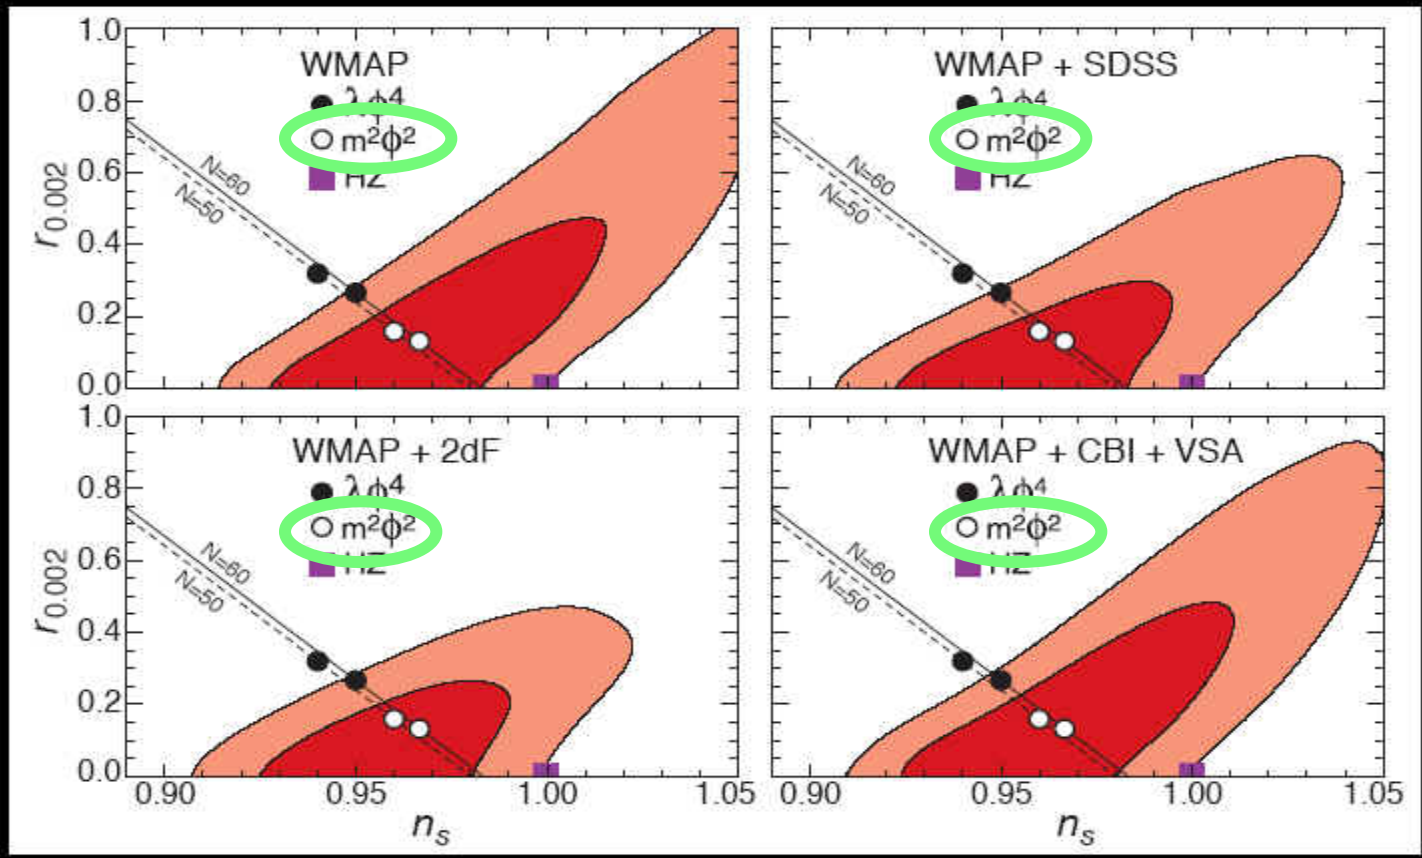 1.0
0.8
0.6
0.4
0.2
0.0
r0.002
WMAP
λϕ⁴
m²ϕ²
HZ
N=60
N=50
WMAP + SDSS
λϕ⁴
m²ϕ²
HZ
N=60
N=50
1.0
0.8
0.6
0.4
0.2
0.0
r0.002
WMAP + 2dF
λϕ⁴
m²ϕ²
HZ
N=60
N=50
0.90 0.95 1.00 1.05
ns
WMAP + CBI + VSA
λϕ⁴
m²ϕ²
HZ
N=60
N=50
0.90 0.95 1.00 1.05
ns